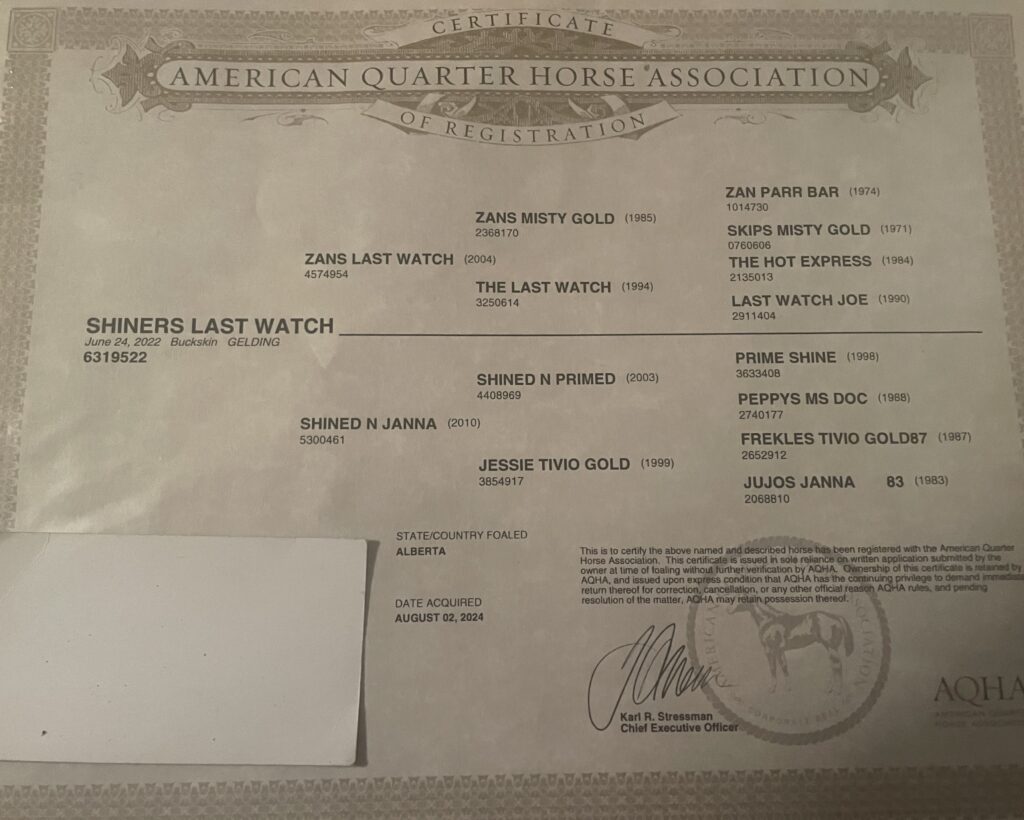 CERTIFICATE
AMERICAN QUARTER HORSE ASSOCIATION
OF REGISTRATION
ZAN PARR BAR (1974)
1014730
ZANS MISTY GOLD (1985)
2368170
SKIPS MISTY GOLD (1971)
0760606
ZANS LAST WATCH (2004)
4574954
THE HOT EXPRESS (1984)
2135013
THE LAST WATCH (1994)
3250614
LAST WATCH JOE (1990)
2911404
SHINERS LAST WATCH
June 24, 2022 Buckskin GELDING
6319522
PRIME SHINE (1998)
3633408
SHINED N PRIMED (2003)
4408969
PEPPYS MS DOC (1988)
2740177
SHINED N JANNA (2010)
5300461
FREKLES TIVIO GOLD87 (1987)
2652912
JESSIE TIVIO GOLD (1999)
3854917
JUJOS JANNA 83 (1983)
2068810
STATE/COUNTRY FOALED
ALBERTA
DATE ACQUIRED
AUGUST 02, 2024
This is to certify the above named and described horse has been registered with the American Quarter
Horse Association. This certificate is issued in sole reliance on written application submitted by the
owner at time of foaling without further verification by AQHA. Ownership of this certificate is retained by
AQHA, and issued upon express condition that AQHA has the continuing privilege to demand immediate
return thereof for correction, cancellation, or any other official reason AQHA rules, and pending
resolution of the matter, AQHA may retain possession thereof.
Karl R. Stressman
Chief Executive Officer
CORPORATE SEAL
AQHA
AMERICAN QUAR
HORSE ASSOCIA